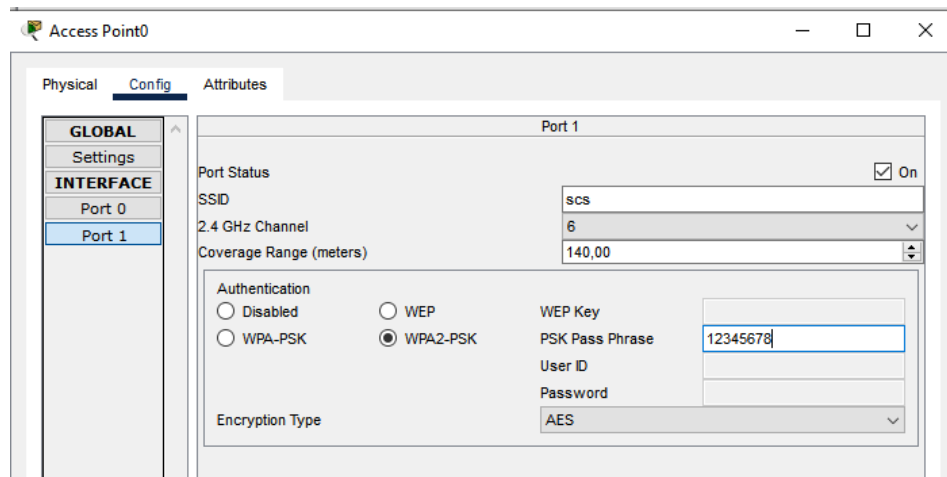 Access Point0
Physical Config Attributes
GLOBAL
Settings
INTERFACE
Port 0
Port 1
Port 1
Port Status On
SSID scs
2.4 GHz Channel 6
Coverage Range (meters) 140,00
Authentication
Disabled WEP WEP Key
WPA-PSK WPA2-PSK PSK Pass Phrase 12345678
User ID
Password
Encryption Type AES